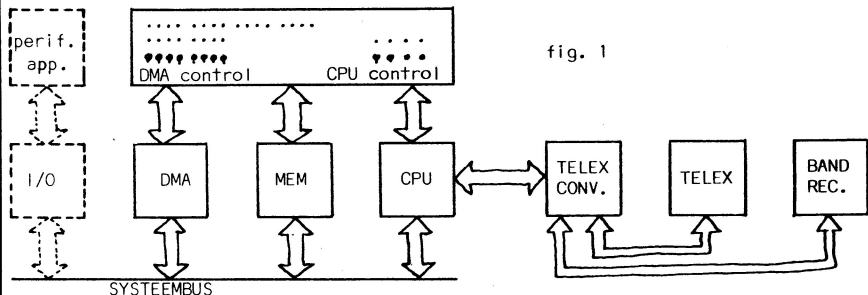 perif.
app.
DMA control
CPU control
fig. 1
I/O
DMA
MEM
CPU
TELEX
CONV.
TELEX
BAND
REC.
SYSTEEMBUS